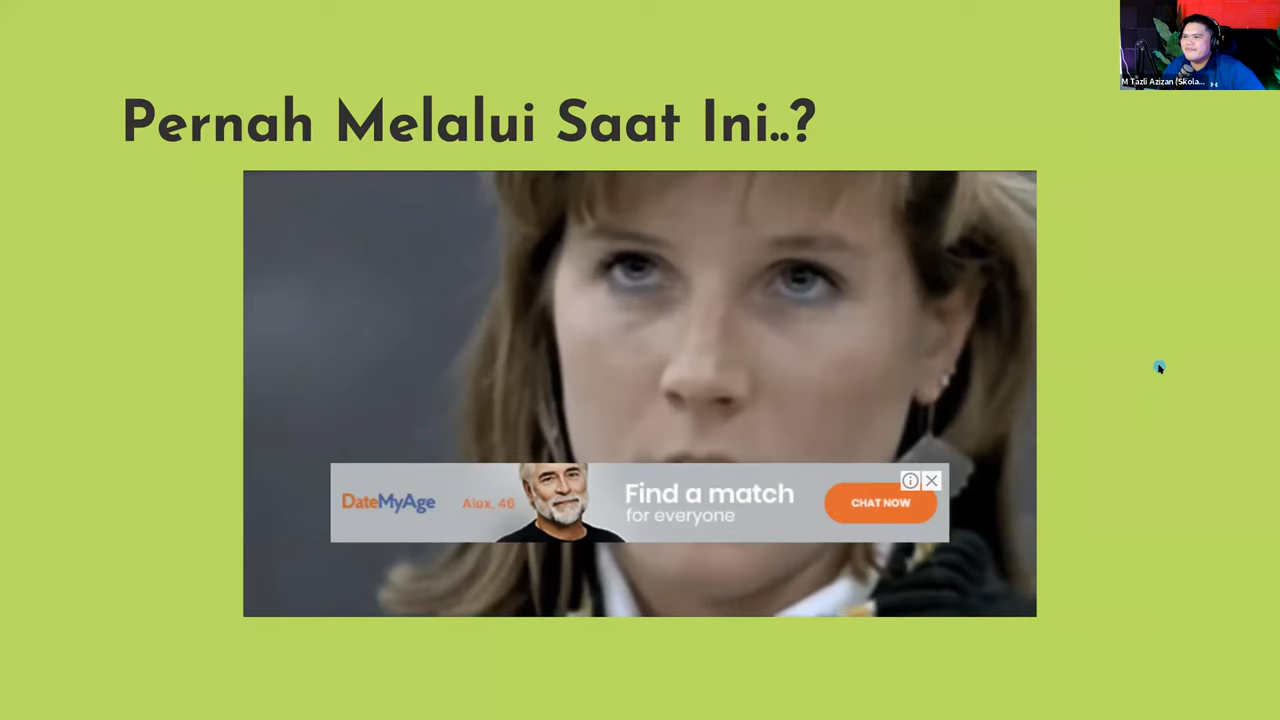 M Tazli Azizan (Skola...
Pernah Melalui Saat Ini..?
DateMyAge
Alex, 46
Find a match
for everyone
CHAT NOW